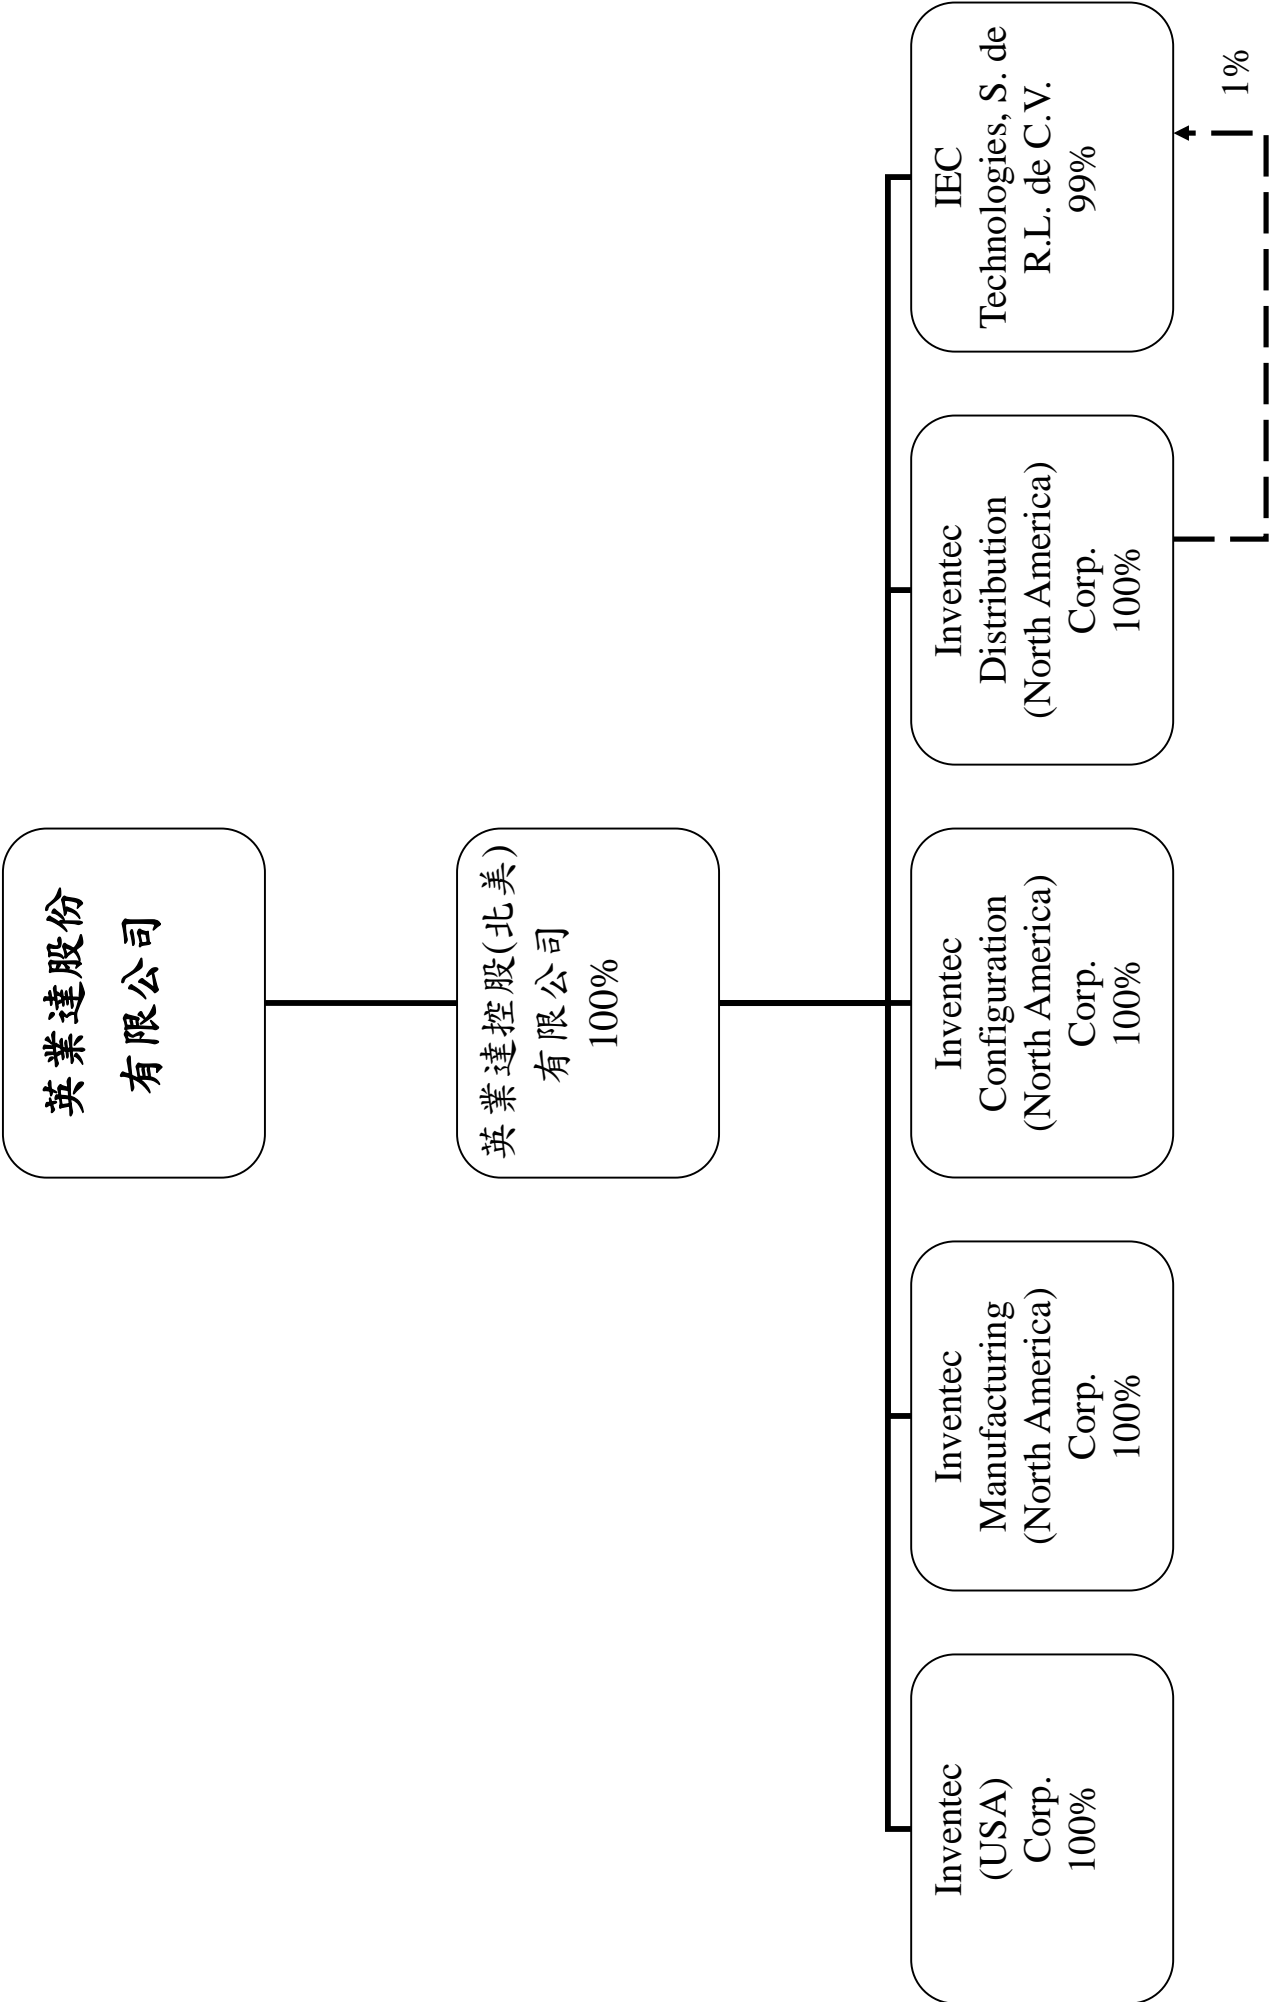 英業達股份
有限公司
英業達控股(北美)
有限公司
100%
Inventec
(USA)
Corp.
100%
Inventec
Manufacturing
(North America)
Corp.
100%
Inventec
Configuration
(North America)
Corp.
100%
Inventec
Distribution
(North America)
Corp.
100%
IEC
Technologies, S. de
R.L. de C.V.
99%
1%